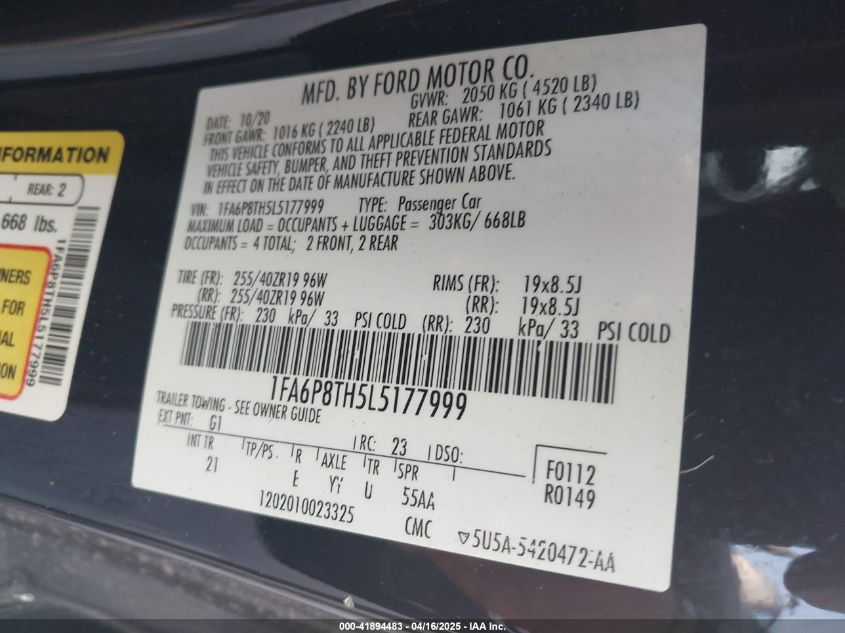 MFD. BY FORD MOTOR CO.
DATE: 10/20 GVWR: 2050 KG ( 4520 LB)
FRONT GAWR: 1016 KG ( 2240 LB) REAR GAWR: 1061 KG ( 2340 LB)
THIS VEHICLE CONFORMS TO ALL APPLICABLE FEDERAL MOTOR
VEHICLE SAFETY, BUMPER, AND THEFT PREVENTION STANDARDS
IN EFFECT ON THE DATE OF MANUFACTURE SHOWN ABOVE.
VIN: 1FA6P8TH5L5177999 TYPE: Passenger Car
MAXIMUM LOAD = OCCUPANTS + LUGGAGE = 303KG/ 668LB
OCCUPANTS = 4 TOTAL; 2 FRONT, 2 REAR
TIRE (FR): 255/40ZR19 96W RIMS (FR): 19x8.5J
(RR): 255/40ZR19 96W (RR): 19x8.5J
PRESSURE (FR): 230 kPa/ 33 PSI COLD (RR): 230 kPa/ 33 PSI COLD
1FA6P8TH5L5177999
TRAILER TOWING - SEE OWNER GUIDE
EXT PNT: G1 RC: 23 DSO:
INT TR TP/PS R AXLE TR SPR
21 E YY U 55AA
F0112
R0149
1202010023325 CMC
5U5A-5420472-AA
FORMATION
REAR: 2
668 lbs.
NERS
FOR
AL
ON
1FA6P8TH5L5177999
000-41894483 - 04/16/2025 - IAA Inc.